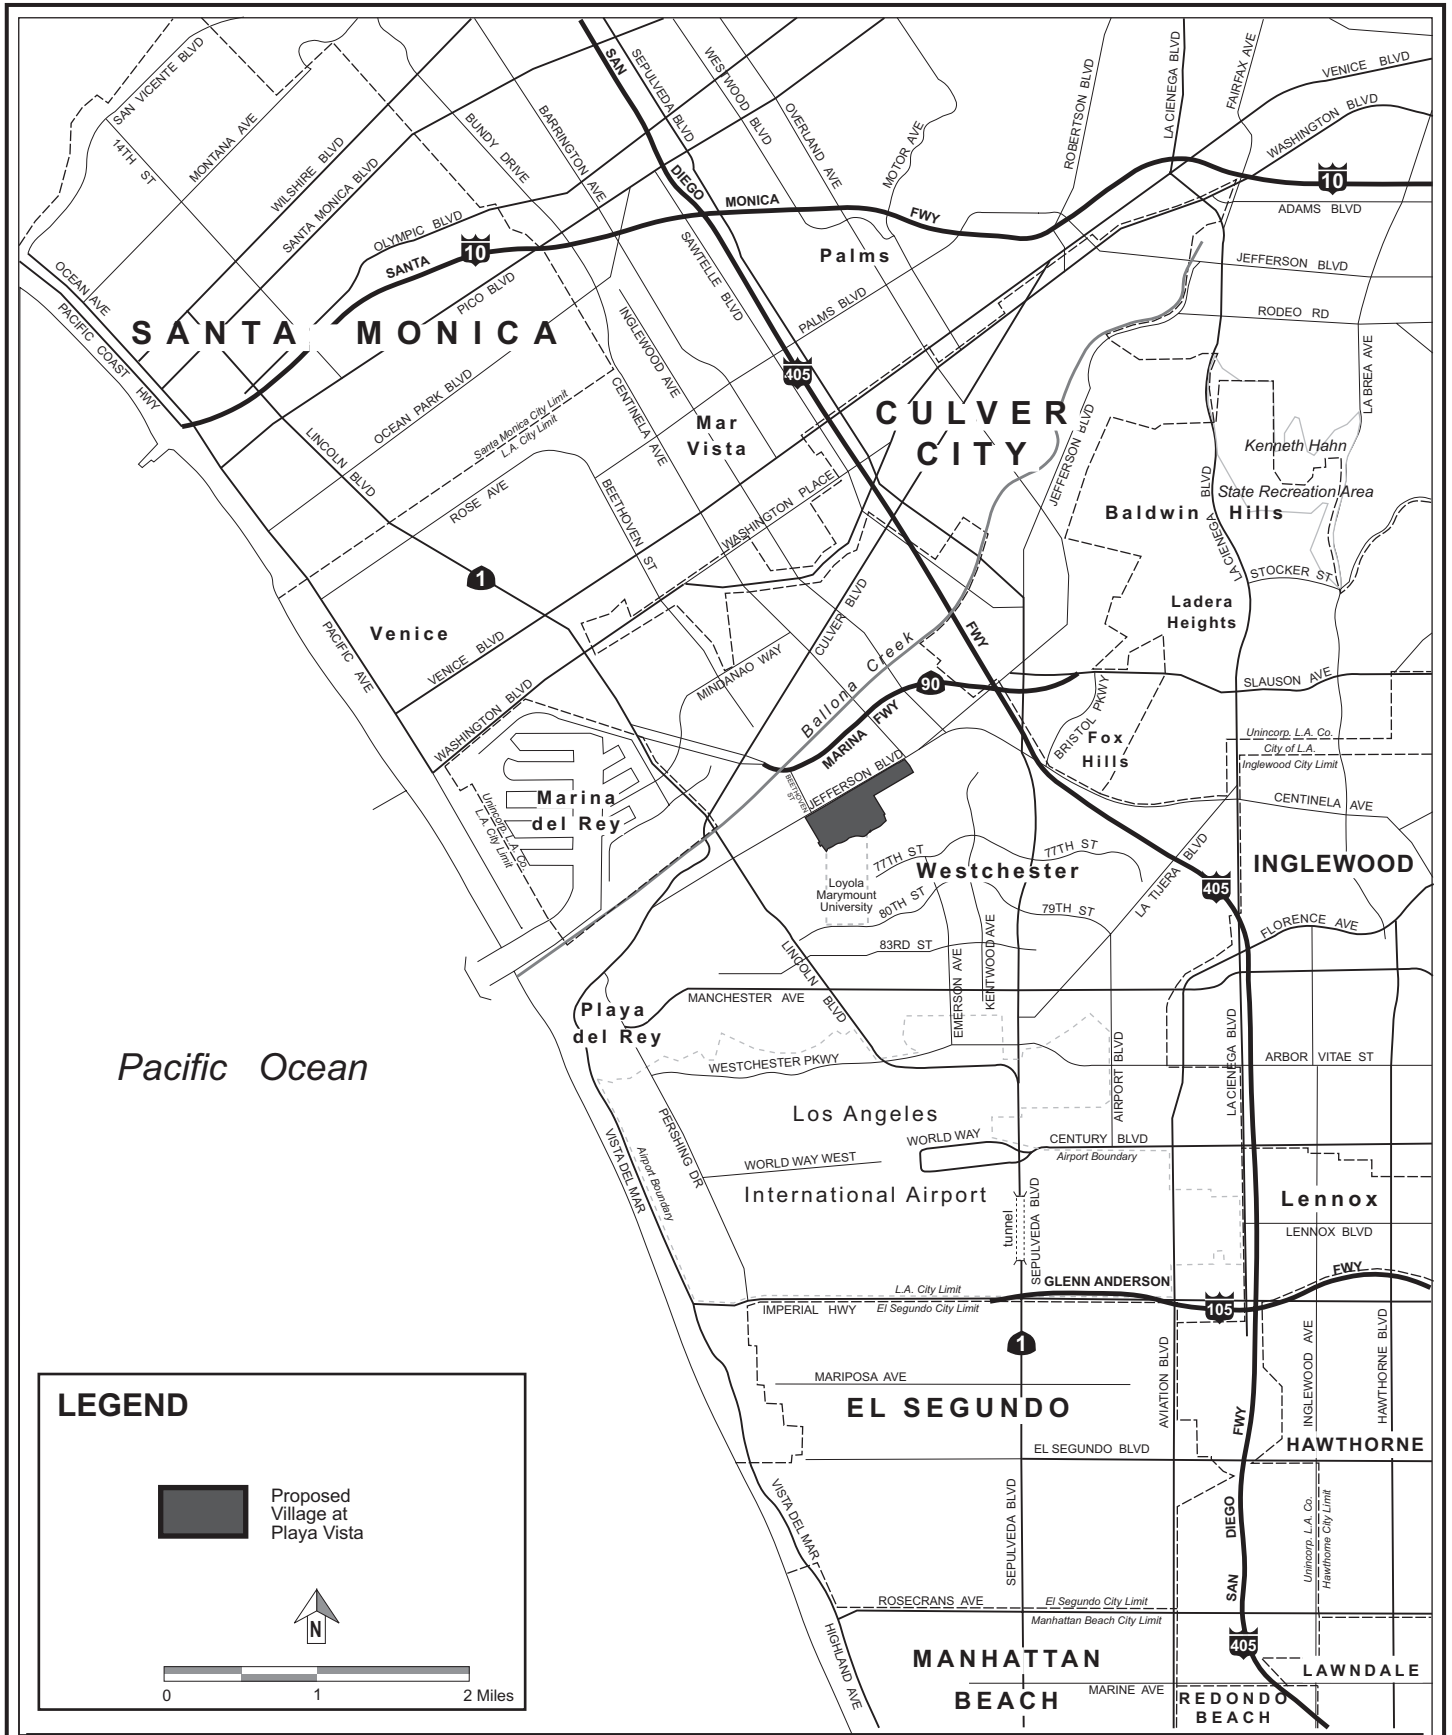 SAN VICENTE BLVD
14TH ST
MONTANA AVE
WILSHIRE BLVD
SANTA MONICA BLVD
OLYMPIC BLVD
BUNDY DRIVE
BARRINGTON AVE
SAN
DIEGO
SEPULVEDA BLVD
WESTWOOD BLVD
OVERLAND AVE
MOTOR AVE
ROBERTSON BLVD
LA CIENEGA BLVD
FAIRFAX AVE
VENICE BLVD
WASHINGTON BLVD
10
ADAMS BLVD
MONICA
FWY
SANTA
10
OCEAN AVE
PACIFIC COAST HWY
PICO BLVD
SAWTELLE BLVD
Palms
JEFFERSON BLVD
PALMS BLVD
RODEO RD
SANTA MONICA
INGLEWOOD AVE
LA BREA AVE
405
OCEAN PARK BLVD
CENTINELA AVE
Santa Monica City Limit
L.A. City Limit
Mar
Vista
CULVER
CITY
JEFFERSON BLVD
Kenneth Hahn
State Recreation Area
LINCOLN BLVD
ROSE AVE
BEETHOVEN ST
WASHINGTON PLACE
Baldwin Hills
LA CIENEGA BLVD
STOCKER ST
1
Ladera
Heights
Venice
PACIFIC AVE
VENICE BLVD
CULVER BLVD
MINDANAO WAY
Ballona Creek
FWY
90
SLAUSON AVE
WASHINGTON BLVD
MARINA FWY
BRISTOL PKWY
Fox
Hills
Unincorp. L.A. Co.
City of L.A.
Inglewood City Limit
BEETHOVEN ST
JEFFERSON BLVD
Marina
del Rey
Unincorp. L.A. Co.
L.A. City Limit
CENTINELA AVE
77TH ST
77TH ST
Westchester
LA TIJERA BLVD
INGLEWOOD
405
Loyola
Marymount
University
80TH ST
79TH ST
FLORENCE AVE
83RD ST
LINCOLN BLVD
EMERSON AVE
KENTWOOD AVE
MANCHESTER AVE
Playa
del Rey
Pacific Ocean
WESTCHESTER PKWY
AIRPORT BLVD
LA CIENEGA BLVD
ARBOR VITAE ST
Los Angeles
PERSHING DR
VISTA DEL MAR
Airport Boundary
WORLD WAY
CENTURY BLVD
Airport Boundary
WORLD WAY WEST
International Airport
Lennox
tunnel
SEPULVEDA BLVD
LENNOX BLVD
L.A. City Limit
GLENN ANDERSON
FWY
IMPERIAL HWY
El Segundo City Limit
105
1
AVIATION BLVD
INGLEWOOD AVE
HAWTHORNE BLVD
MARIPOSA AVE
EL SEGUNDO
FWY
HAWTHORNE
EL SEGUNDO BLVD
VISTA DEL MAR
SEPULVEDA BLVD
DIEGO
SAN
Unincorp. L.A. Co.
Hawthorne City Limit
ROSECRANS AVE
El Segundo City Limit
Manhattan Beach City Limit
HIGHLAND AVE
405
MANHATTAN
BEACH
MARINE AVE
LAWNDALE
REDONDO
BEACH
LEGEND
Proposed
Village at
Playa Vista
N
0 1 2 Miles